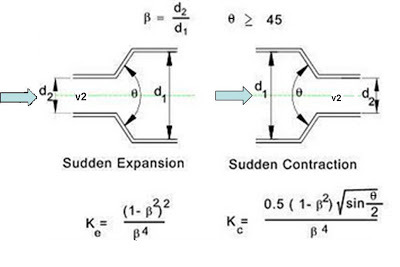 β = d₂/d₁ θ ≥ 45
d₂ v2 θ d₁ d₁ θ v2 d₂
Sudden Expansion Sudden Contraction
Kₑ = (1- β²)²/β⁴ K꜀ = 0.5 ( 1- β²) √sin θ/2 / β⁴